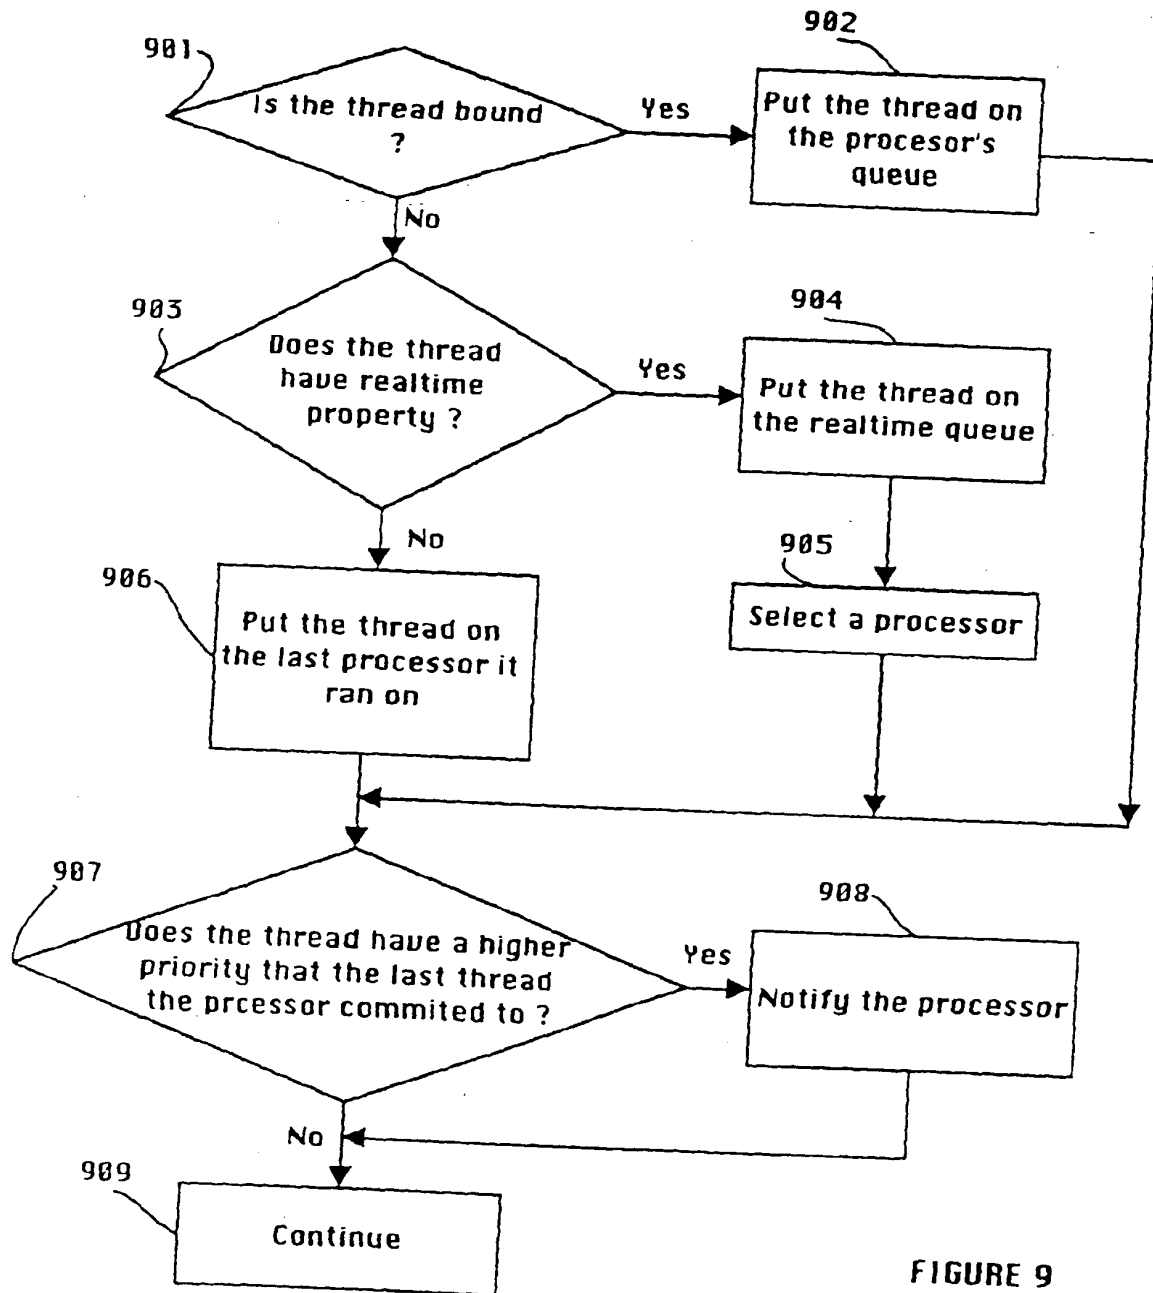 901
Is the thread bound
?
Yes
902
Put the thread on
the procesor's
queue
No
903
Does the thread
have realtime
property ?
Yes
904
Put the thread on
the realtime queue
No
905
Select a processor
906
Put the thread on
the last processor it
ran on
907
Does the thread have a higher
priority that the last thread
the prcessor commited to ?
Yes
908
Notify the processor
No
909
Continue
FIGURE 9